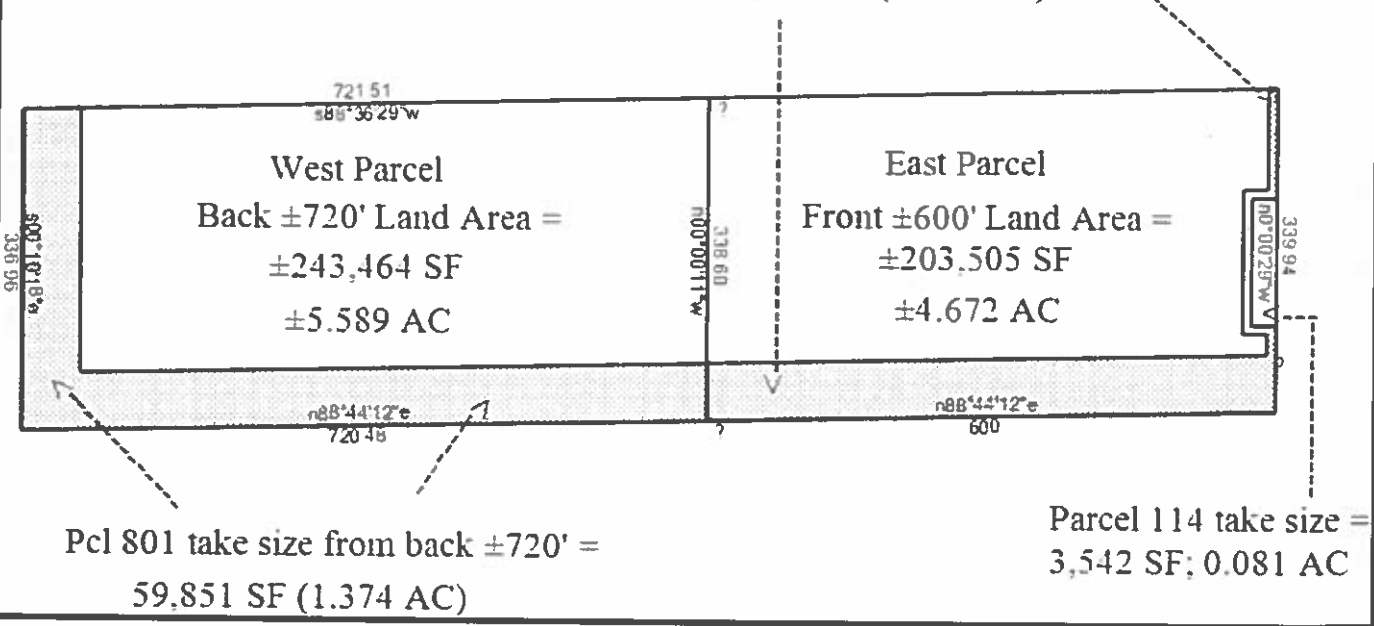 721 51
s88°36'29"w
West Parcel
Back ±720' Land Area =
±243,464 SF
±5.589 AC
East Parcel
Front ±600' Land Area =
±203,505 SF
±4.672 AC
s00°10'18"e
336 96
n00°00'11"w
338 60
n0°00'29"w
339 94
?
n88°44'12"e
720 48
?
n88°44'12"e
600
?
Pcl 801 take size from back ±720' =
59,851 SF (1.374 AC)
Parcel 114 take size =
3,542 SF; 0.081 AC